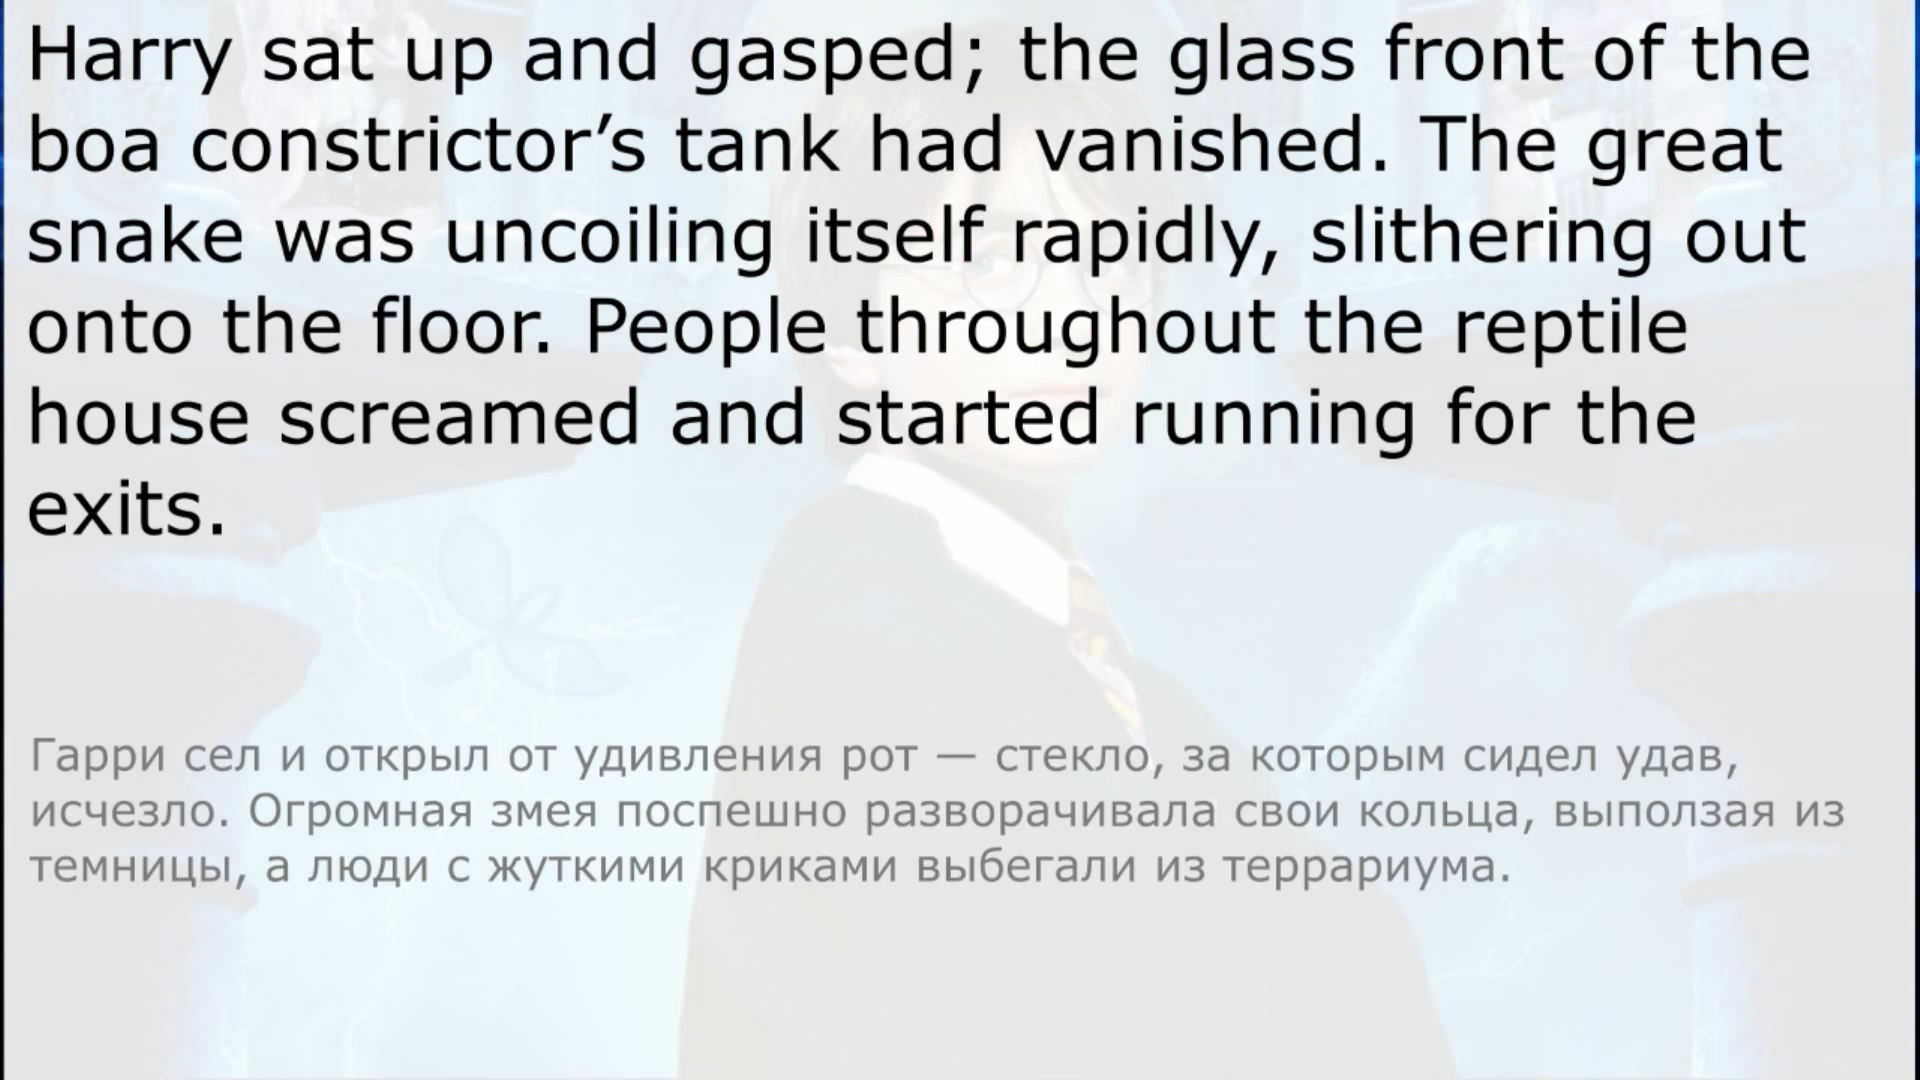 Harry sat up and gasped; the glass front of the
boa constrictor’s tank had vanished. The great
snake was uncoiling itself rapidly, slithering out
onto the floor. People throughout the reptile
house screamed and started running for the
exits.
Гарри сел и открыл от удивления рот — стекло, за которым сидел удав,
исчезло. Огромная змея поспешно разворачивала свои кольца, выползая из
темницы, а люди с жуткими криками выбегали из террариума.